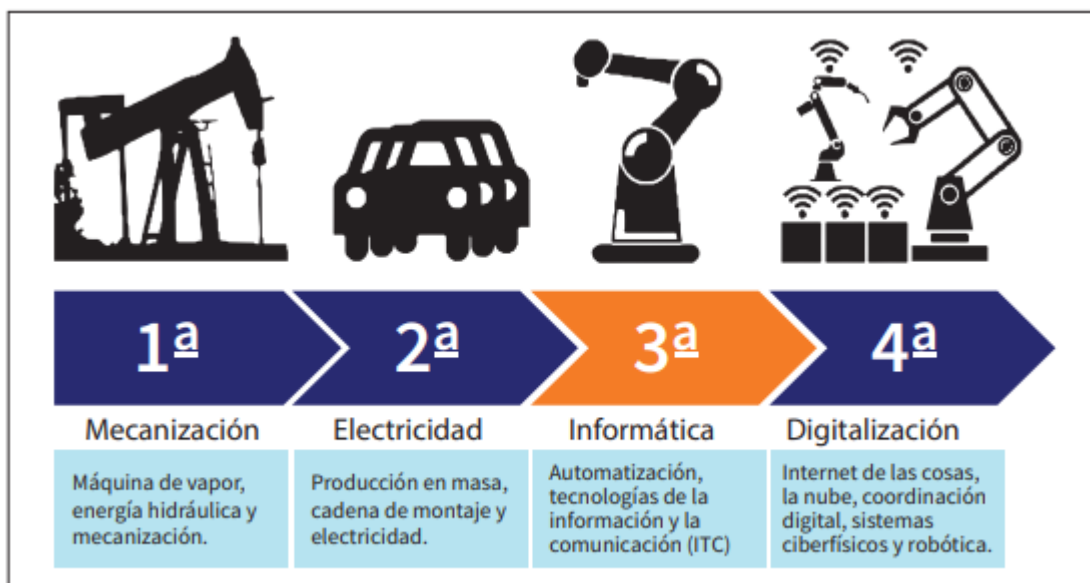 1ª
2ª
3ª
4ª
Mecanización
Electricidad
Informática
Digitalización
Máquina de vapor,
energía hidráulica y
mecanización.
Producción en masa,
cadena de montaje y
electricidad.
Automatización,
tecnologías de la
información y la
comunicación (ITC)
Internet de las cosas,
la nube, coordinación
digital, sistemas
ciberfísicos y robótica.